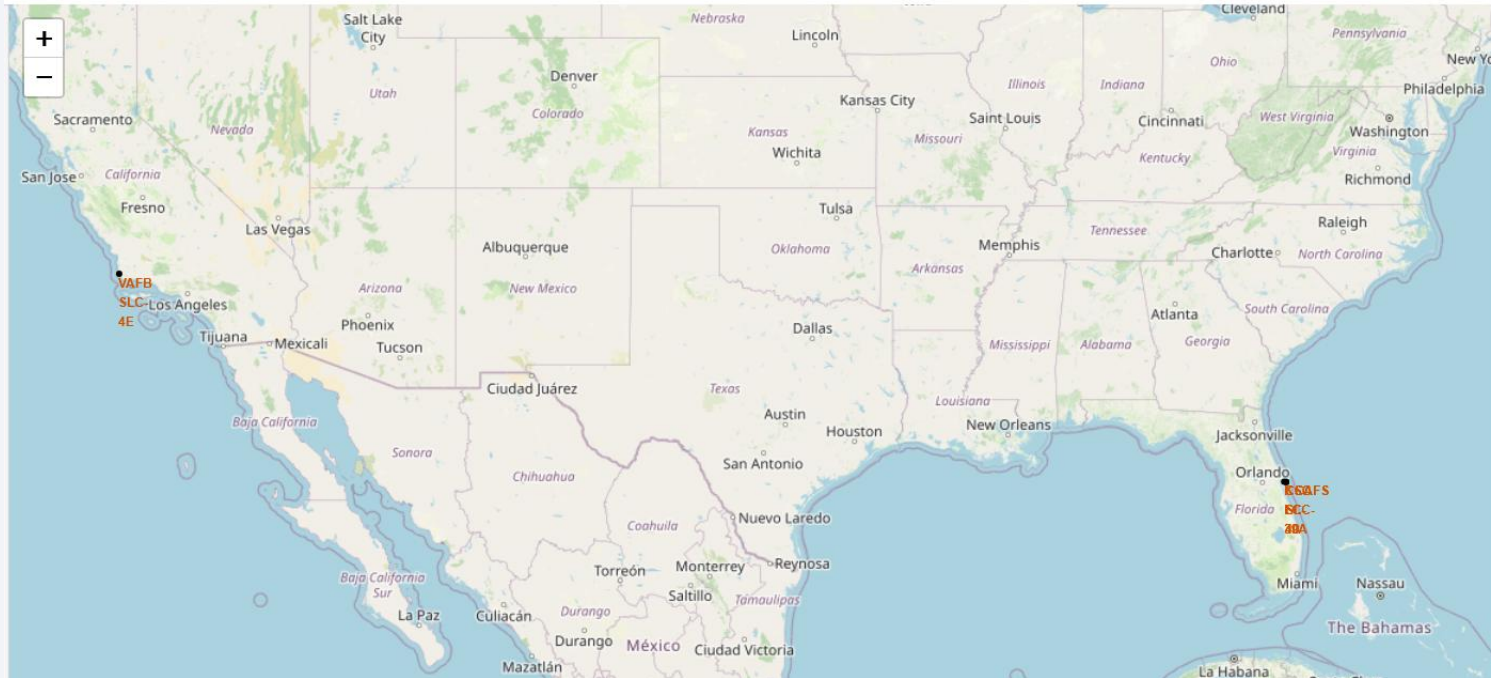 +
−
Salt Lake
City
Nebraska
Lincoln
Cleveland
Pennsylvania
Denver
Utah
Colorado
Kansas City
Illinois
Indiana
Ohio
Philadelphia
Sacramento
Nevada
Kansas
Missouri
Saint Louis
Cincinnati
West Virginia
Washington
Wichita
Kentucky
Virginia
San Jose
California
Richmond
Fresno
Las Vegas
Tulsa
Raleigh
Albuquerque
Oklahoma
Memphis
Tennessee
Charlotte
North Carolina
Arkansas
VAFB
SLC-
4E
Los Angeles
Arizona
New Mexico
South Carolina
Phoenix
Dallas
Atlanta
Tijuana
Mexicali
Tucson
Mississippi
Alabama
Georgia
Ciudad Juárez
Texas
Louisiana
Austin
Baja California
Houston
New Orleans
Jacksonville
Sonora
San Antonio
Chihuahua
Orlando
Florida
Coahuila
Nuevo Laredo
Torreón
Monterrey
Reynosa
Baja California
Sur
Saltillo
Tamaulipas
Miami
Nassau
La Paz
Culiacán
Durango
The Bahamas
Durango
México
Ciudad Victoria
Mazatlán
La Habana